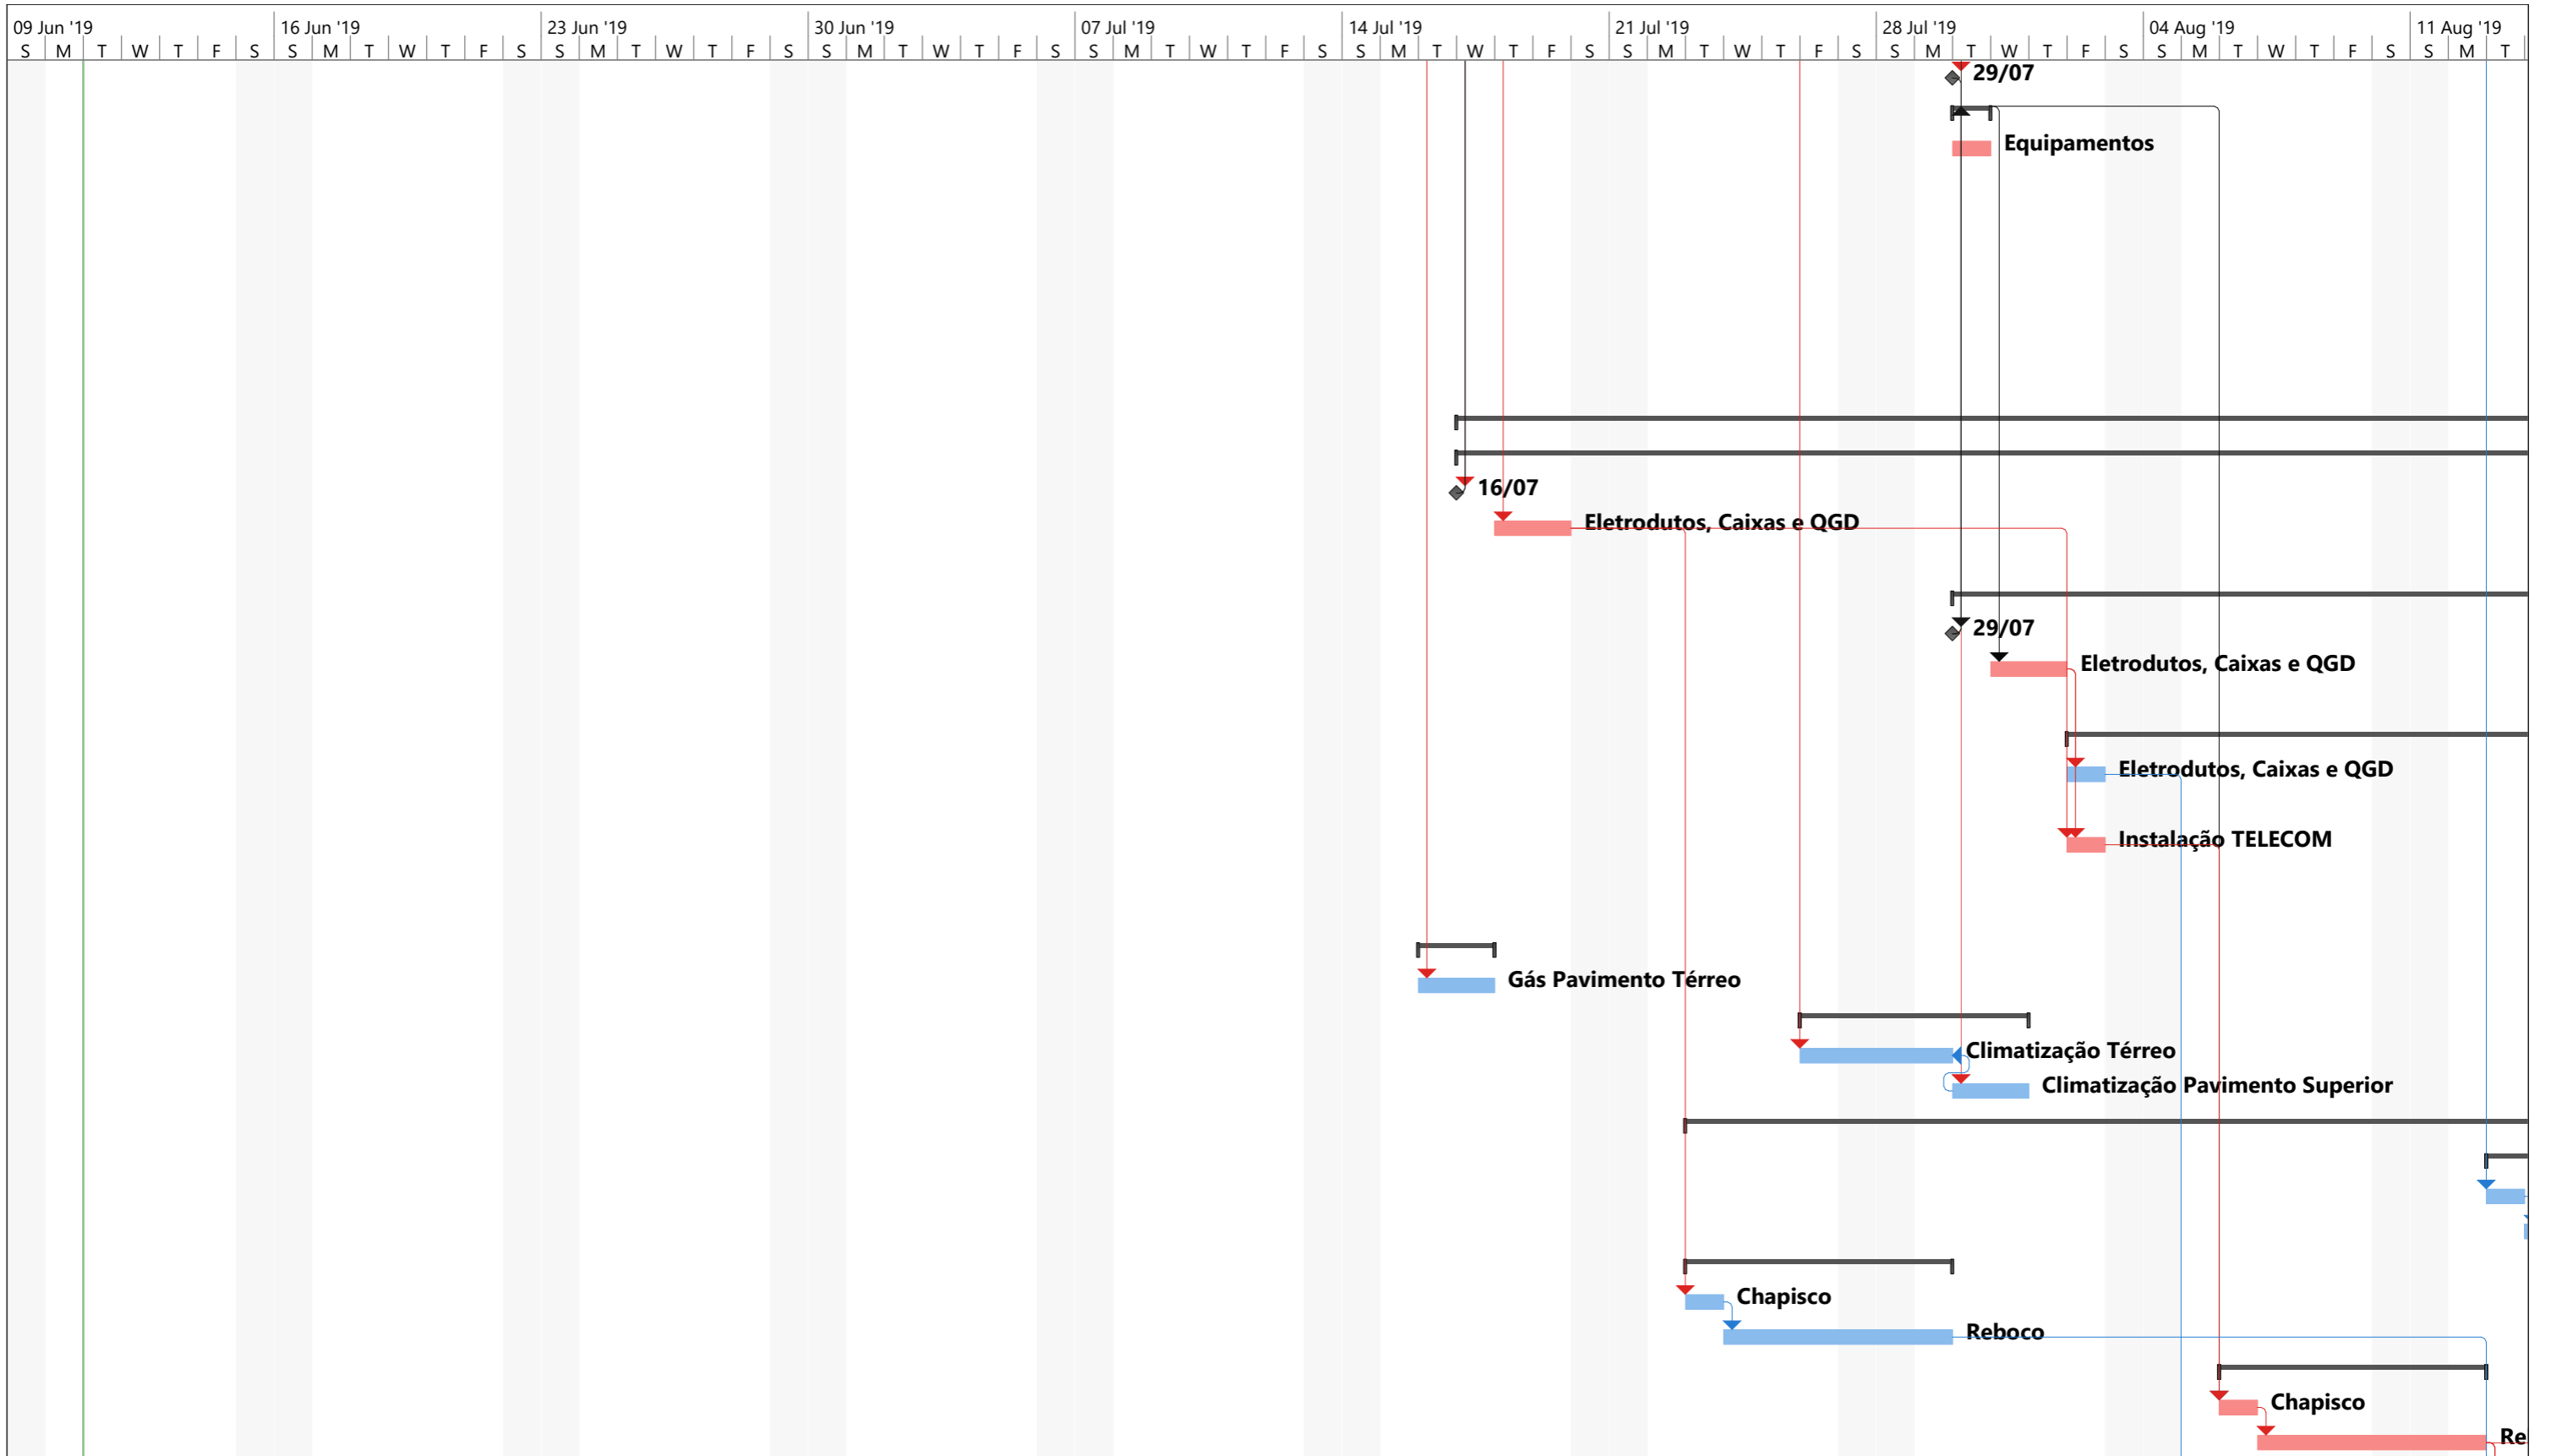 09 Jun '19 16 Jun '19 23 Jun '19 30 Jun '19 07 Jul '19 14 Jul '19 21 Jul '19 28 Jul '19 04 Aug '19 11 Aug '19
S M T W T F S S M T W T F S S M T W T F S S M T W T F S S M T W T F S S M T W T F S S M T W T F S S M T W T F S S M T W T F S S M T
29/07
Equipamentos
16/07
Eletrodutos, Caixas e QGD
29/07
Eletrodutos, Caixas e QGD
Eletrodutos, Caixas e QGD
Instalação TELECOM
Gás Pavimento Térreo
Climatização Térreo
Climatização Pavimento Superior
Chapisco
Reboco
Chapisco
Re